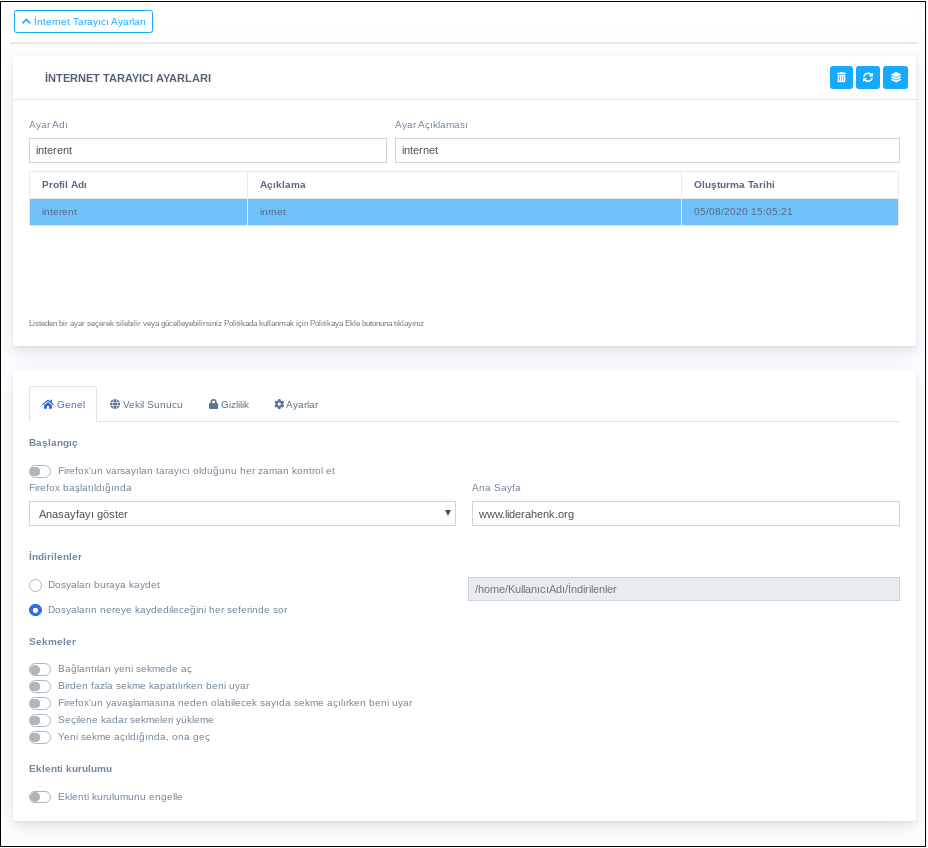 İnternet Tarayıcı Ayarları
İNTERNET TARAYICI AYARLARI
Ayar Adı Ayar Açıklaması
interent internet
Profil Adı Açıklama Oluşturma Tarihi
interent inrnet 05/08/2020 15:05:21
Listeden bir ayar seçerek silebilir veya gücelleyebilirsiniz Politikada kullanmak için Politikaya Ekle butonuna tıklayınız
Genel Vekil Sunucu Gizlilik Ayarlar
Başlangıç
Firefox'un varsayılan tarayıcı olduğunu her zaman kontrol et
Firefox başlatıldığında Ana Sayfa
Anasayfayı göster www.liderahenk.org
İndirilenler
Dosyaları buraya kaydet /home/KullanıcıAdı/İndirilenler
Dosyaların nereye kaydedileceğini her seferinde sor
Sekmeler
Bağlantıları yeni sekmede aç
Birden fazla sekme kapatılırken beni uyar
Firefox'un yavaşlamasına neden olabilecek sayıda sekme açılırken beni uyar
Seçilene kadar sekmeleri yükleme
Yeni sekme açıldığında, ona geç
Eklenti kurulumu
Eklenti kurulumunu engelle